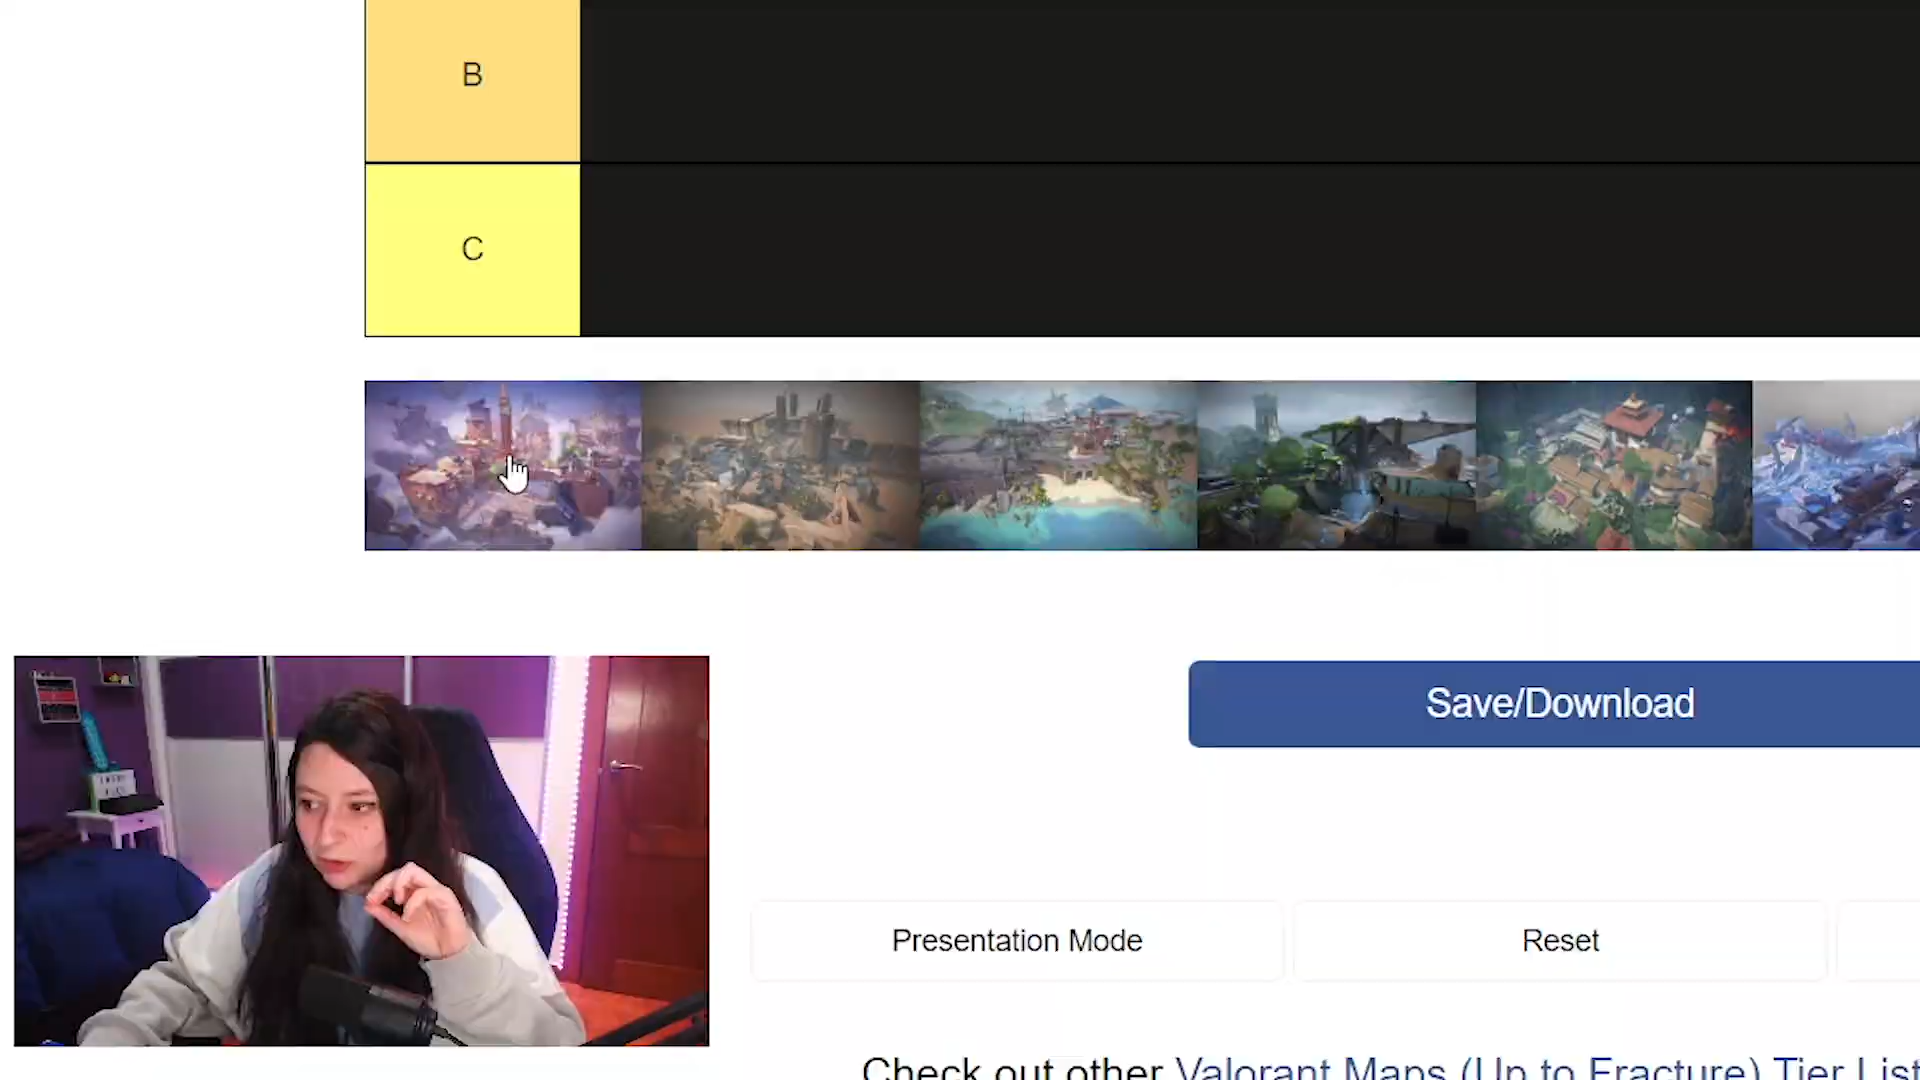 B
C
Save/Download
Presentation Mode
Reset
Check out other Valorant Maps (Up to Fracture) Tier List